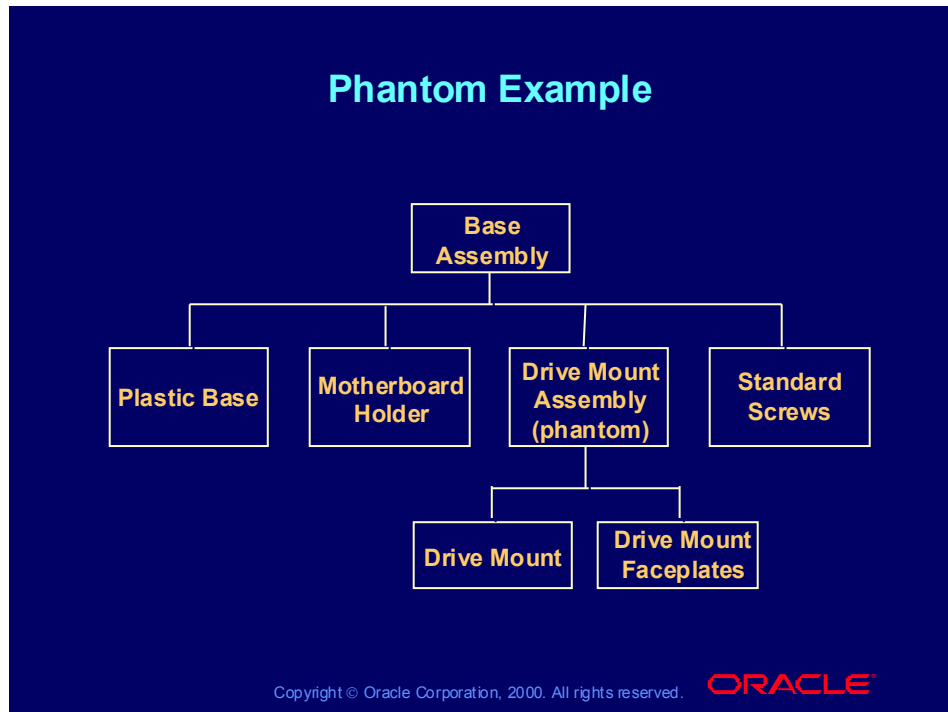 Phantom Example
Base
Assembly
Plastic Base
Motherboard
Holder
Drive Mount
Assembly
(phantom)
Standard
Screws
Drive Mount
Drive Mount
Faceplates
Copyright © Oracle Corporation, 2000. All rights reserved.
ORACLE®